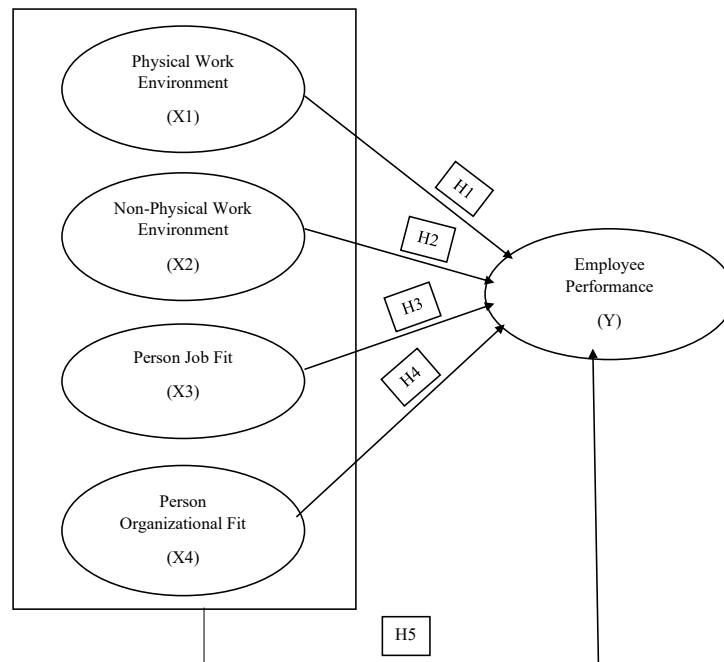 Physical Work
Environment
(X1)
H1
Non-Physical Work
Environment
(X2)
H2
Employee
Performance
(Y)
H3
Person Job Fit
(X3)
H4
Person
Organizational Fit
(X4)
H5